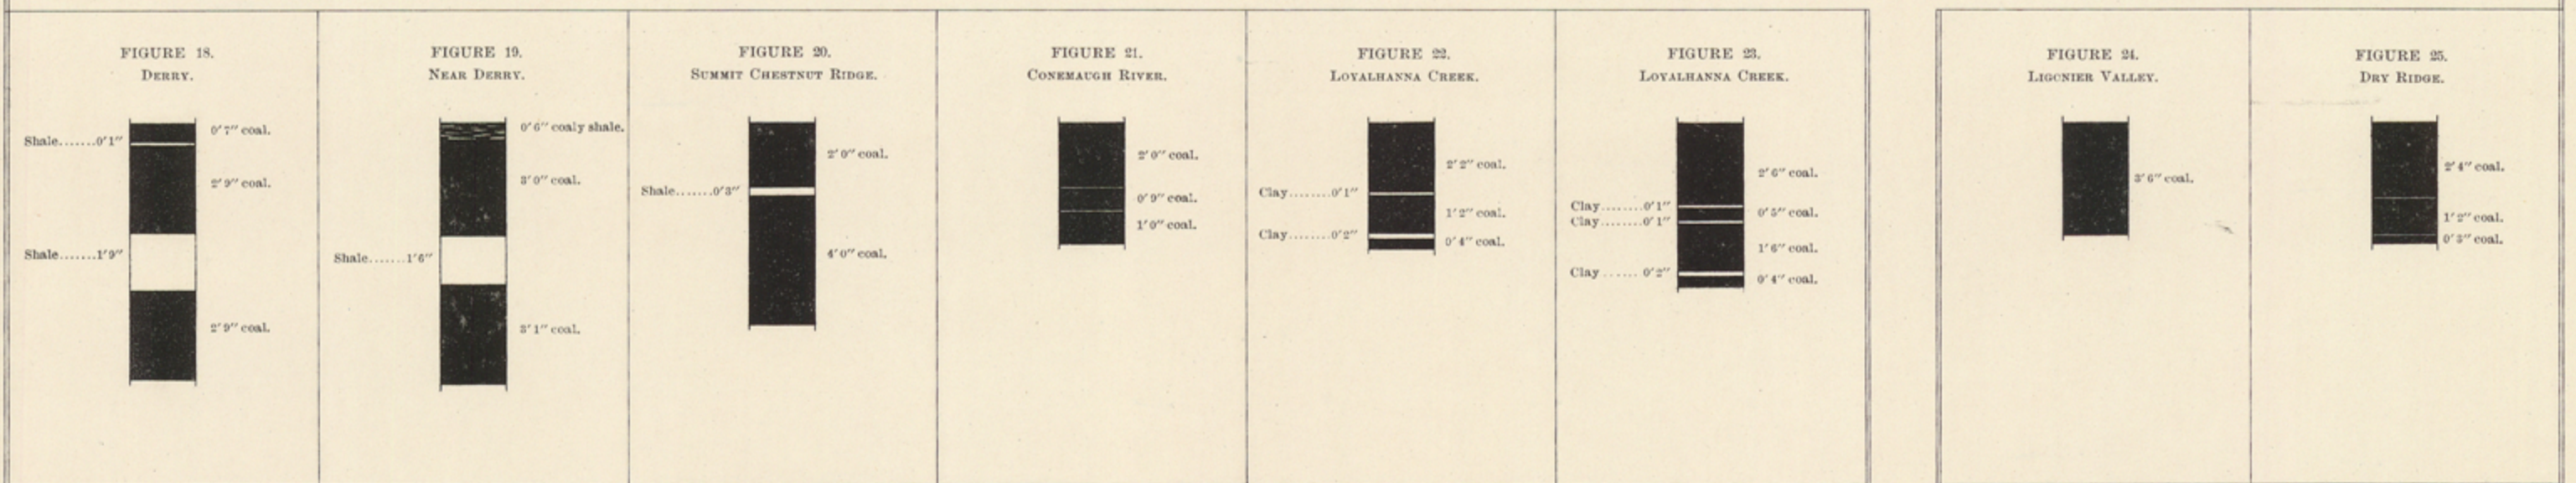 FIGURE 18.
DERRY.
0' 7" coal.
Shale.......0'1"
2' 9" coal.
Shale.......1'9"
2' 9" coal.
FIGURE 19.
NEAR DERRY.
0' 6" coaly shale.
3' 0" coal.
Shale.......1'6"
3' 1" coal.
FIGURE 20.
SUMMIT CHESTNUT RIDGE.
2' 0" coal.
Shale.......0'3"
4' 0" coal.
FIGURE 21.
CONEMAUGH RIVER.
2' 0" coal.
0' 9" coal.
1' 0" coal.
FIGURE 22.
LOYALHANNA CREEK.
2' 2" coal.
Clay........0'1"
1' 2" coal.
Clay........0'2"
0' 4" coal.
FIGURE 23.
LOYALHANNA CREEK.
2' 6" coal.
Clay........0'1"
0' 5" coal.
Clay........0'1"
1' 6" coal.
Clay ...... 0'2"
0' 4" coal.
FIGURE 24.
LIGONIER VALLEY.
3' 6" coal.
FIGURE 25.
DRY RIDGE.
2' 4" coal.
1' 2" coal.
0' 3" coal.